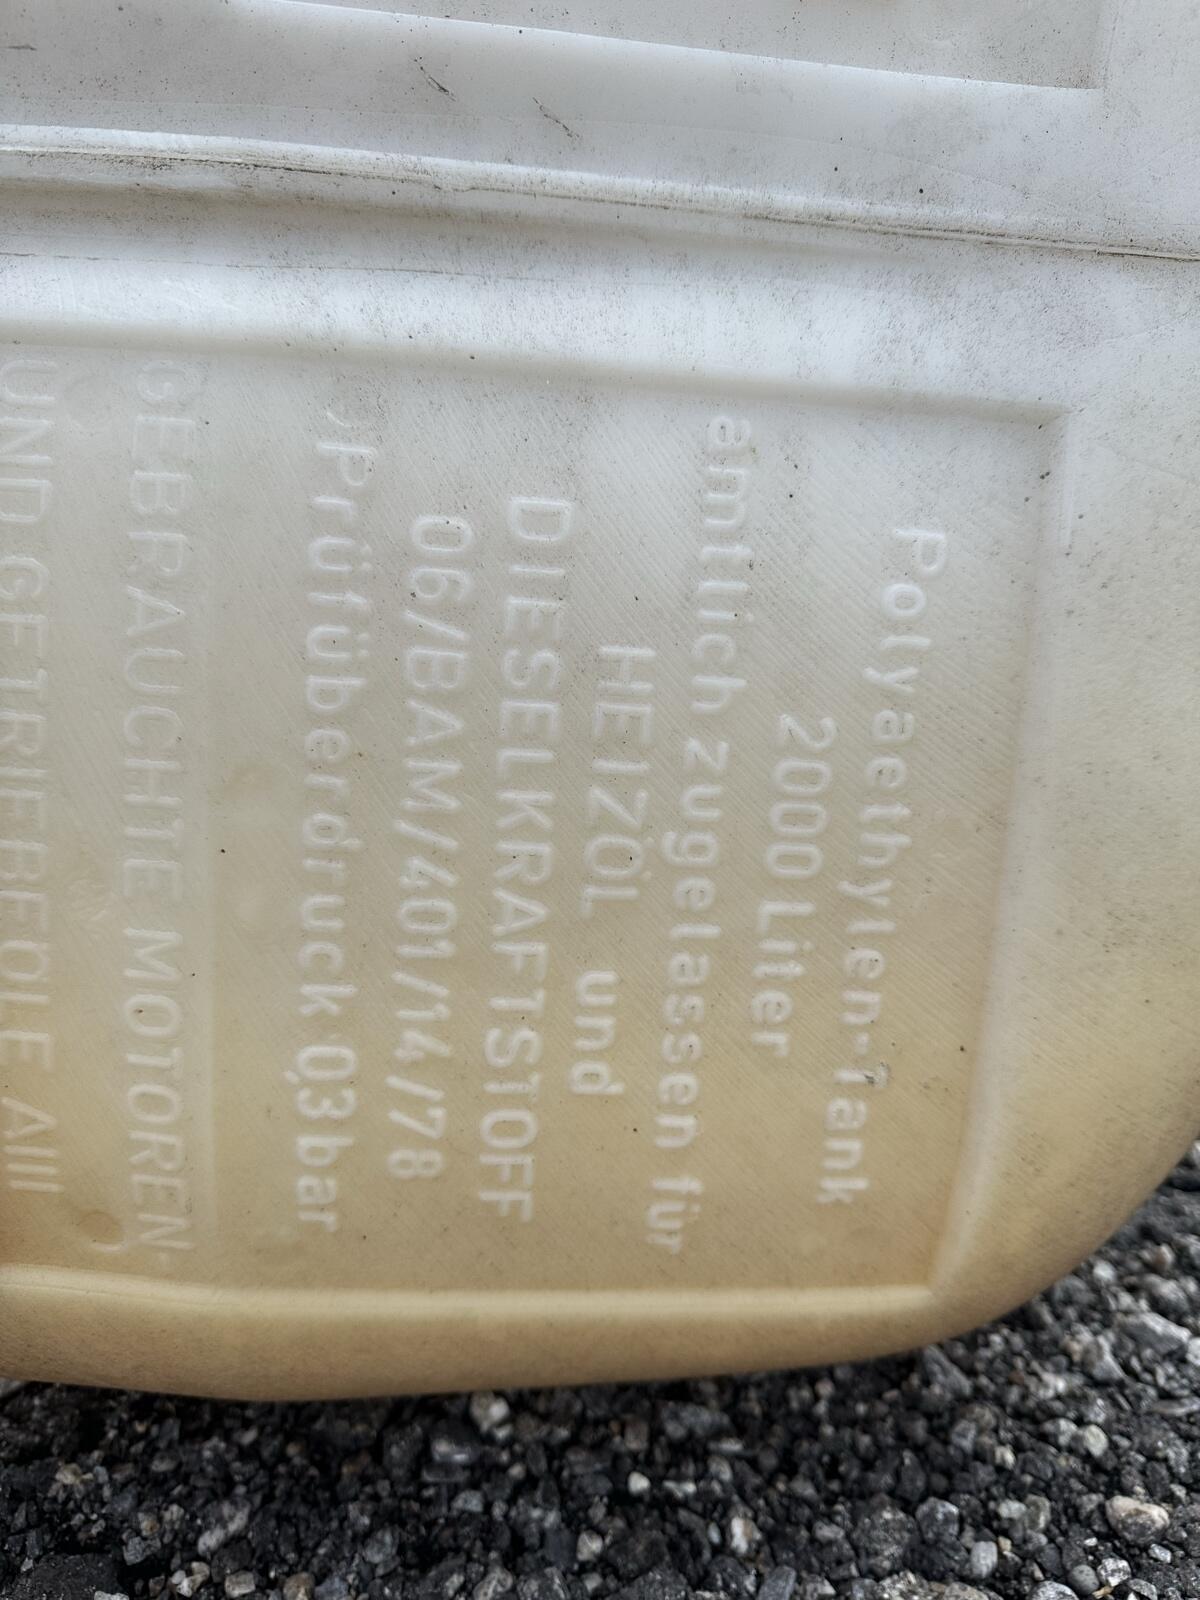 Polyaethylen-Tank
2000 Liter
amtlich zugelassen für
HEIZÖL und
DIESELKRAFTSTOFF
06/BAM/401/14/78
Prüfüberdruck 0,3 bar
GEBRAUCHTE MOTOREN-
UND GETRIEBEÖLE AIII